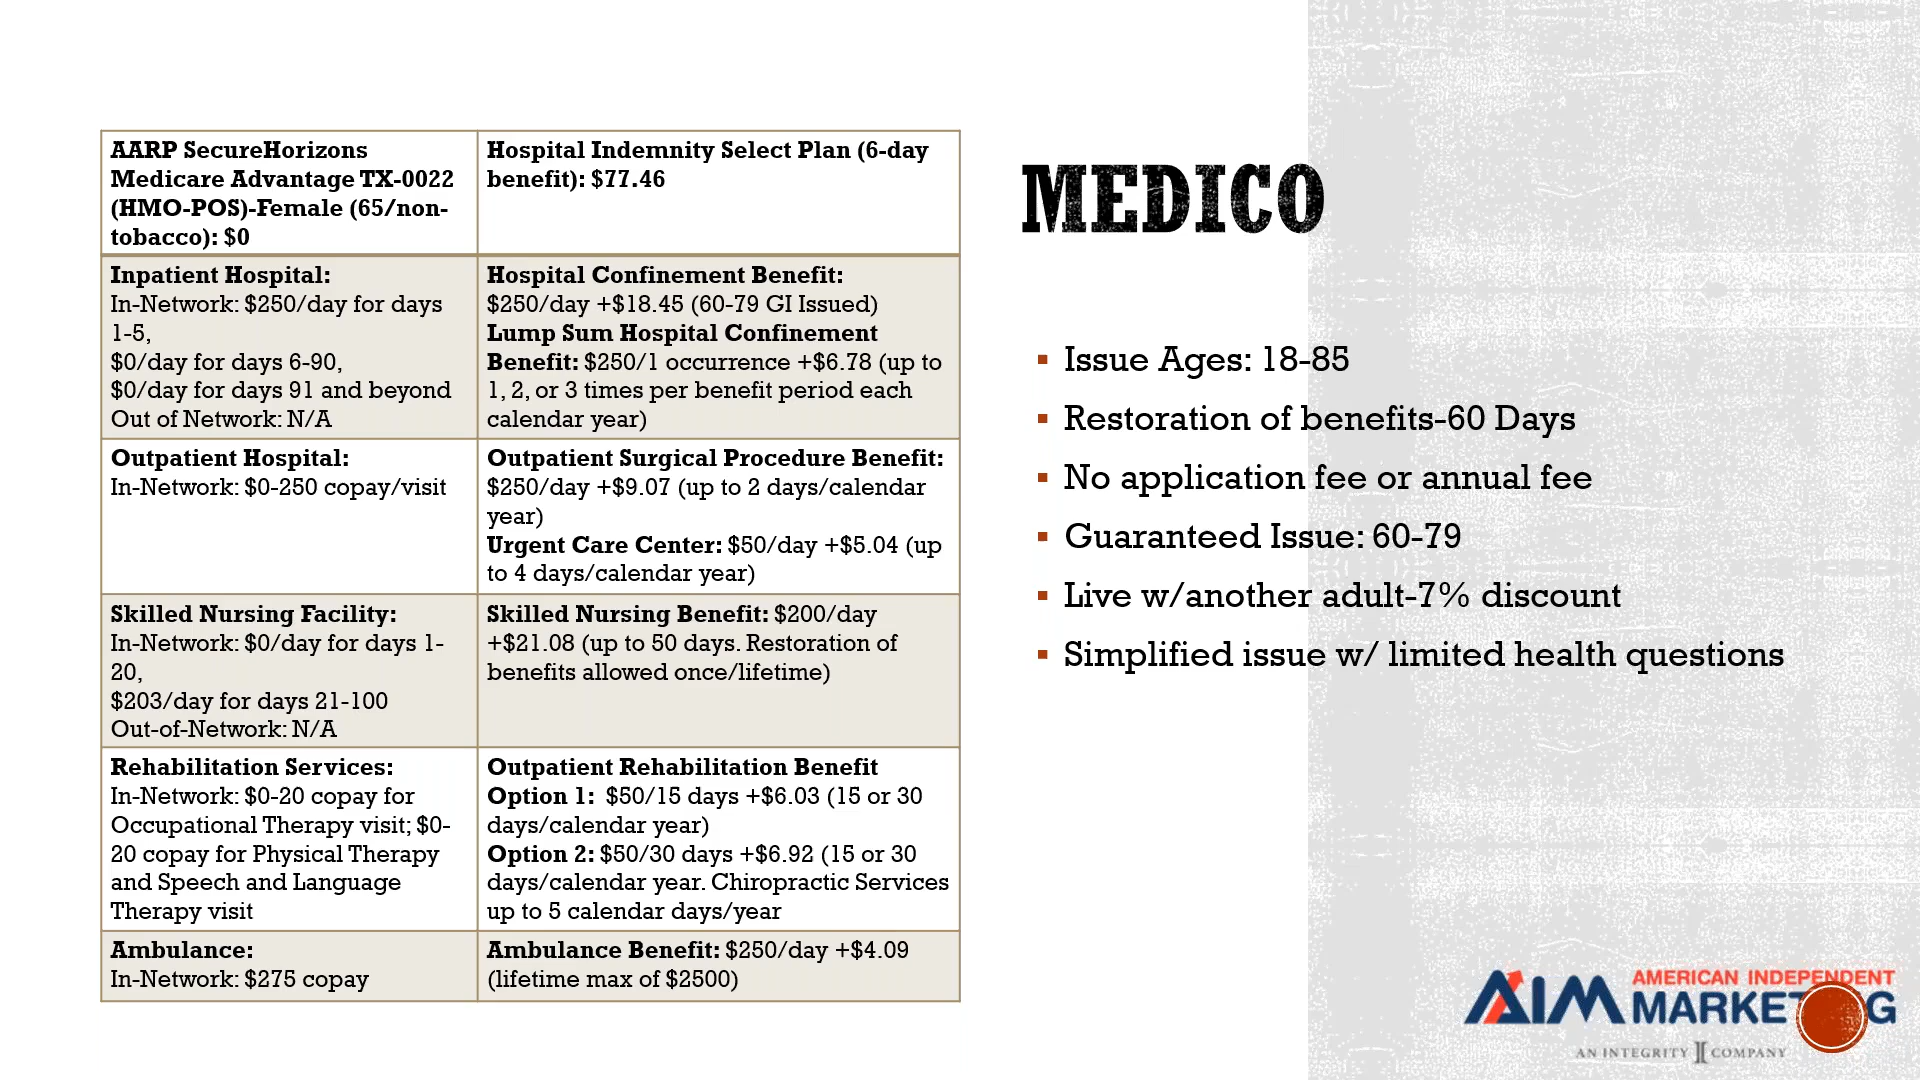 AARP SecureHorizons
Medicare Advantage TX-0022
(HMO-POS)-Female (65/non-
tobacco): $0
Hospital Indemnity Select Plan (6-day
benefit): $77.46
Inpatient Hospital:
In-Network: $250/day for days
1-5,
$0/day for days 6-90,
$0/day for days 91 and beyond
Out of Network: N/A
Hospital Confinement Benefit:
$250/day +$18.45 (60-79 GI Issued)
Lump Sum Hospital Confinement
Benefit: $250/1 occurrence +$6.78 (up to
1, 2, or 3 times per benefit period each
calendar year)
Outpatient Hospital:
In-Network: $0-250 copay/visit
Outpatient Surgical Procedure Benefit:
$250/day +$9.07 (up to 2 days/calendar
year)
Urgent Care Center: $50/day +$5.04 (up
to 4 days/calendar year)
Skilled Nursing Facility:
In-Network: $0/day for days 1-
20,
$203/day for days 21-100
Out-of-Network: N/A
Skilled Nursing Benefit: $200/day
+$21.08 (up to 50 days. Restoration of
benefits allowed once/lifetime)
Rehabilitation Services:
In-Network: $0-20 copay for
Occupational Therapy visit; $0-
20 copay for Physical Therapy
and Speech and Language
Therapy visit
Outpatient Rehabilitation Benefit
Option 1: $50/15 days +$6.03 (15 or 30
days/calendar year)
Option 2: $50/30 days +$6.92 (15 or 30
days/calendar year. Chiropractic Services
up to 5 calendar days/year
Ambulance:
In-Network: $275 copay
Ambulance Benefit: $250/day +$4.09
(lifetime max of $2500)
MEDICO
Issue Ages: 18-85
Restoration of benefits-60 Days
No application fee or annual fee
Guaranteed Issue: 60-79
Live w/another adult-7% discount
Simplified issue w/ limited health questions
AIM
AMERICAN INDEPENDENT
AN INTEGRITY COMPANY